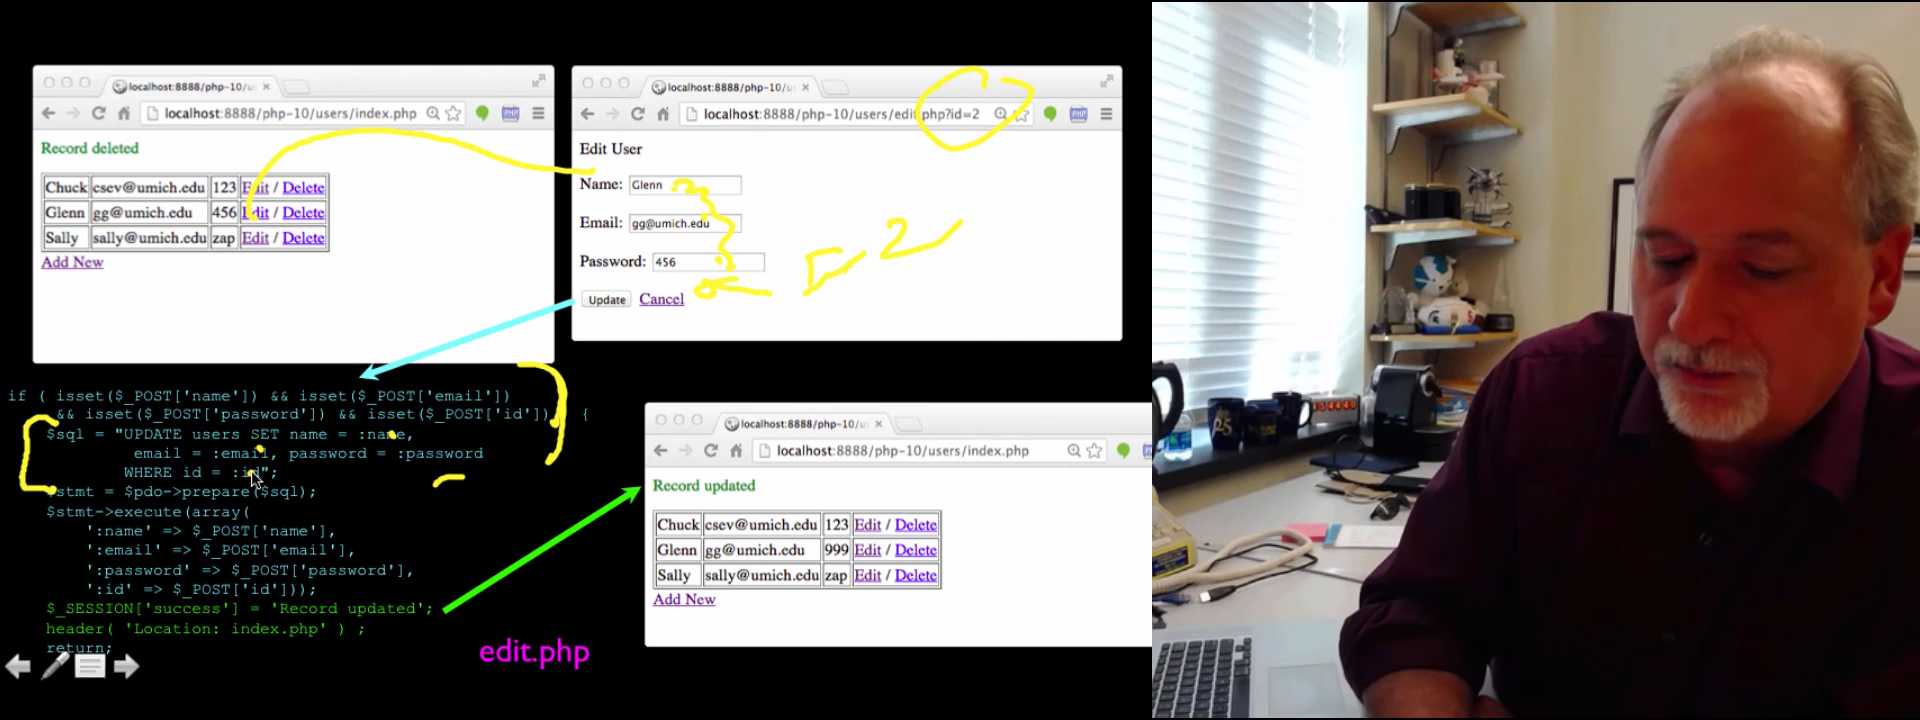 localhost:8888/php-10/u
localhost:8888/php-10/users/index.php
Record deleted
Chuck csev@umich.edu 123 Edit / Delete
Glenn gg@umich.edu 456 Edit / Delete
Sally sally@umich.edu zap Edit / Delete
Add New
localhost:8888/php-10/u
localhost:8888/php-10/users/edit.php?id=2
Edit User
Name: Glenn
Email: gg@umich.edu
Password: 456
Update Cancel
2
if ( isset($_POST['name']) && isset($_POST['email'])
&& isset($_POST['password']) && isset($_POST['id']) ) {
$sql = "UPDATE users SET name = :name,
email = :email, password = :password
WHERE id = :id";
$stmt = $pdo->prepare($sql);
$stmt->execute(array(
':name' => $_POST['name'],
':email' => $_POST['email'],
':password' => $_POST['password'],
':id' => $_POST['id']));
$_SESSION['success'] = 'Record updated';
header( 'Location: index.php' ) ;
return;
edit.php
localhost:8888/php-10/u
localhost:8888/php-10/users/index.php
Record updated
Chuck csev@umich.edu 123 Edit / Delete
Glenn gg@umich.edu 999 Edit / Delete
Sally sally@umich.edu zap Edit / Delete
Add New
PHP
PHP
25